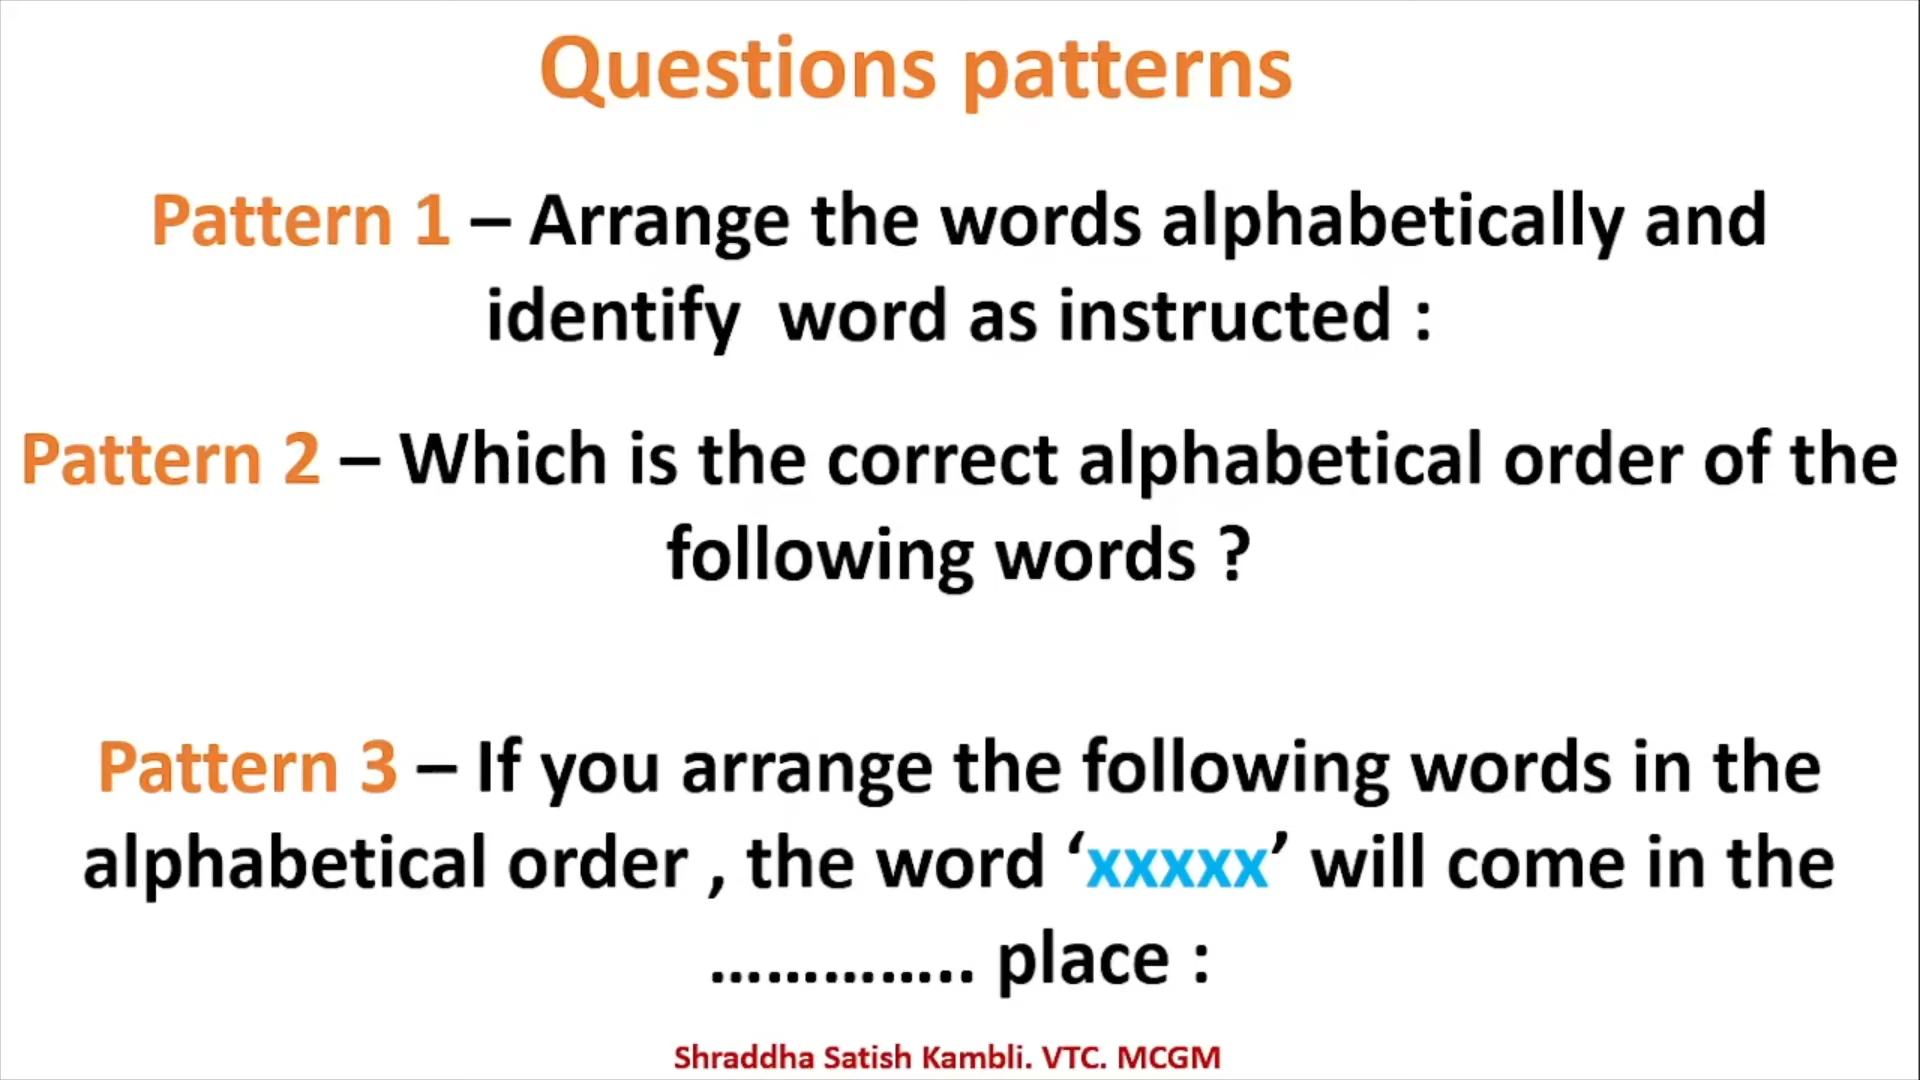 Questions patterns
Pattern 1 – Arrange the words alphabetically and
identify  word as instructed :
Pattern 2 – Which is the correct alphabetical order of the
following words ?
Pattern 3 – If you arrange the following words in the
alphabetical order , the word ‘xxxxx’ will come in the
………….. place :
Shraddha Satish Kambli. VTC. MCGM